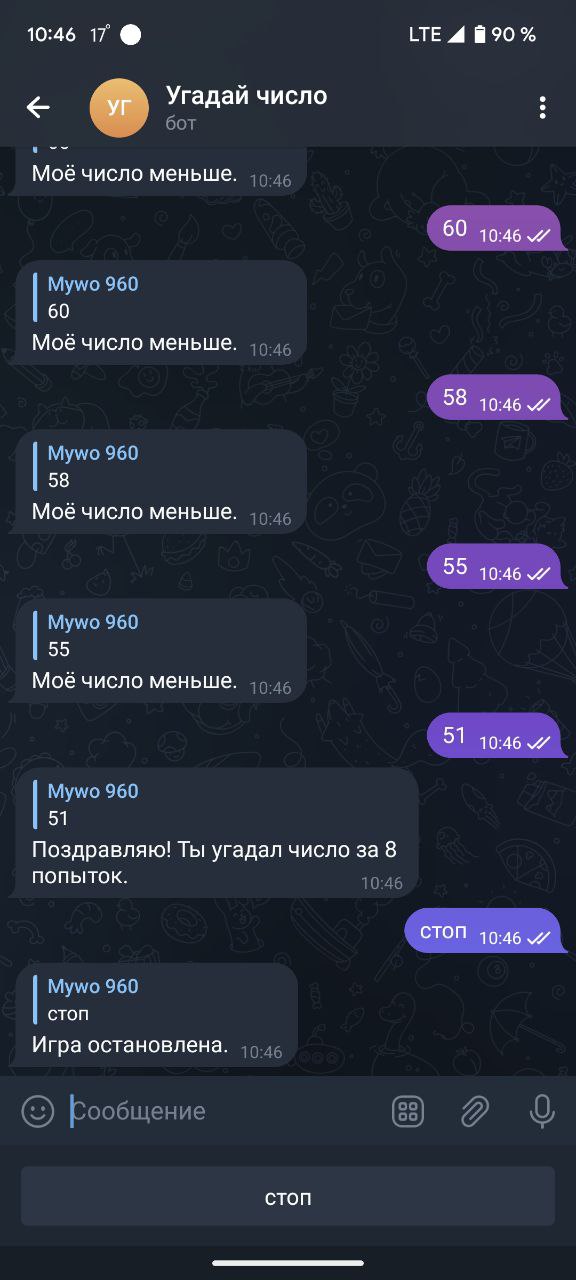 10:46 17° LTE 90 %
УГ
Угадай число
бот
Моё число меньше. 10:46
60 10:46
Mywo 960
60
Моё число меньше. 10:46
58 10:46
Mywo 960
58
Моё число меньше. 10:46
55 10:46
Mywo 960
55
Моё число меньше. 10:46
51 10:46
Mywo 960
51
Поздравляю! Ты угадал число за 8
попыток. 10:46
стоп 10:46
Mywo 960
стоп
Игра остановлена. 10:46
Сообщение
стоп